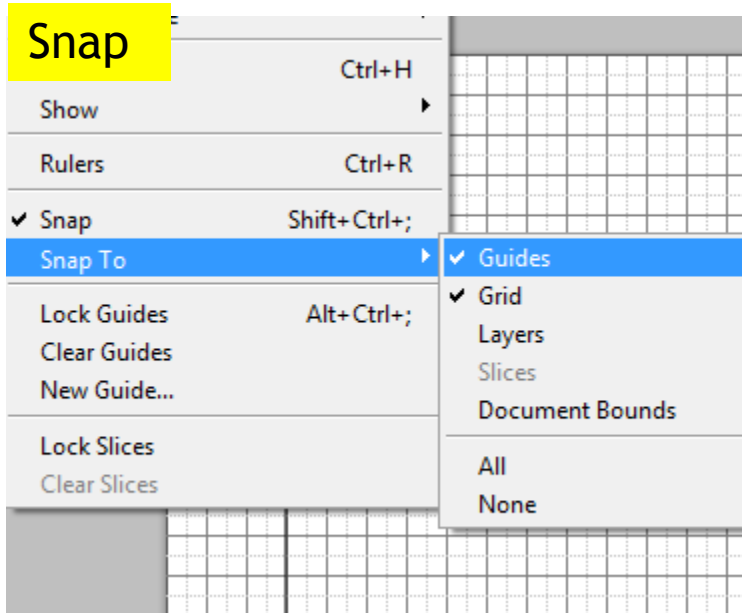 Snap
Ctrl+H
Show
Rulers Ctrl+R
Snap Shift+Ctrl+;
Snap To
Lock Guides Alt+Ctrl+;
Clear Guides
New Guide...
Lock Slices
Clear Slices
Guides
Grid
Layers
Slices
Document Bounds
All
None